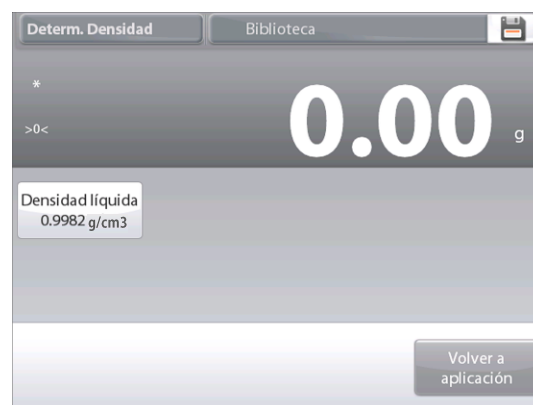 Determ. Densidad
Biblioteca
*
>0<
0.00 g
Densidad líquida
0.9982 g/cm3
Volver a
aplicación